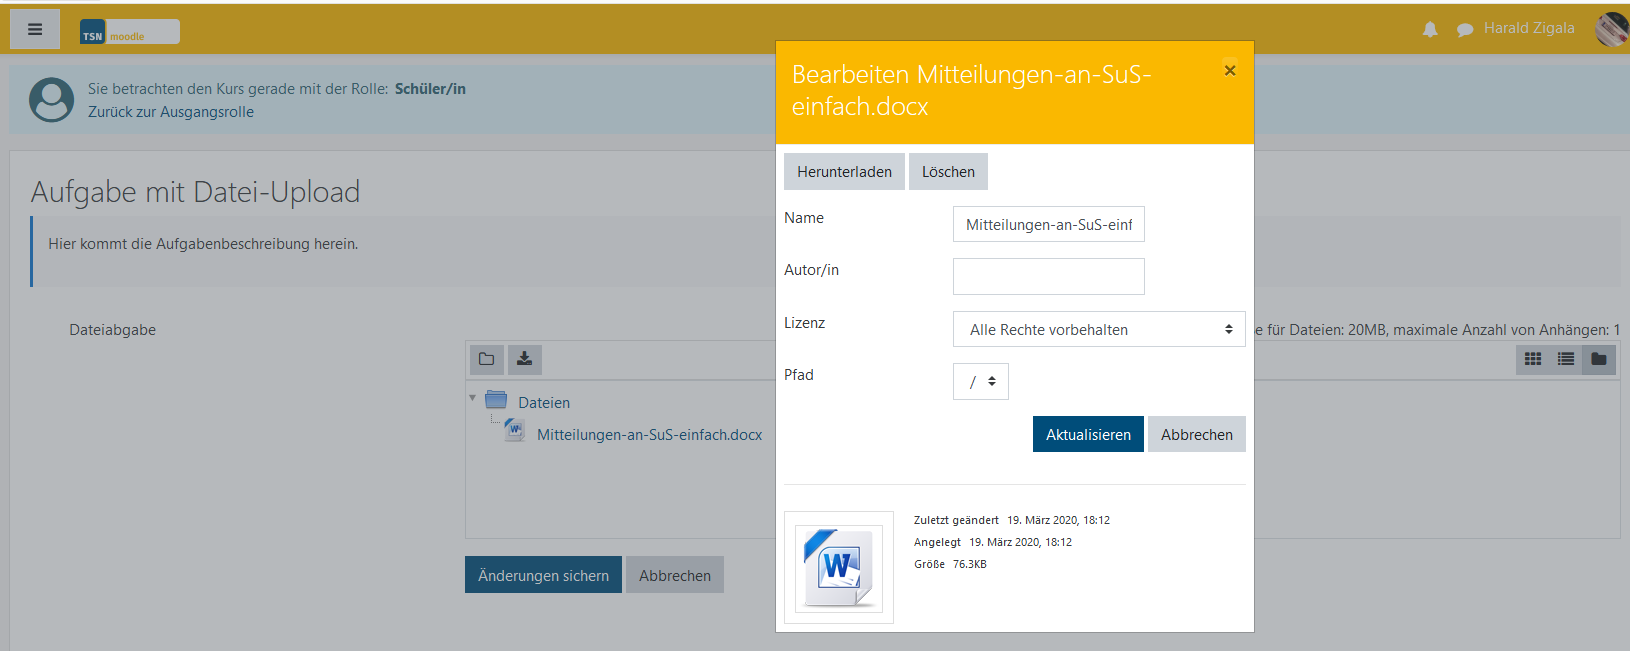 TSN moodle
Harald Zigala
Sie betrachten den Kurs gerade mit der Rolle: Schüler/in
Zurück zur Ausgangsrolle
Aufgabe mit Datei-Upload
Hier kommt die Aufgabenbeschreibung herein.
Dateiabgabe
e für Dateien: 20MB, maximale Anzahl von Anhängen: 1
Dateien
Mitteilungen-an-SuS-einfach.docx
Änderungen sichern
Abbrechen
Bearbeiten Mitteilungen-an-SuS-
einfach.docx
×
Herunterladen
Löschen
Name
Mitteilungen-an-SuS-einf
Autor/in
Lizenz
Alle Rechte vorbehalten
Pfad
/
Aktualisieren
Abbrechen
Zuletzt geändert 19. März 2020, 18:12
Angelegt 19. März 2020, 18:12
Größe 76.3KB